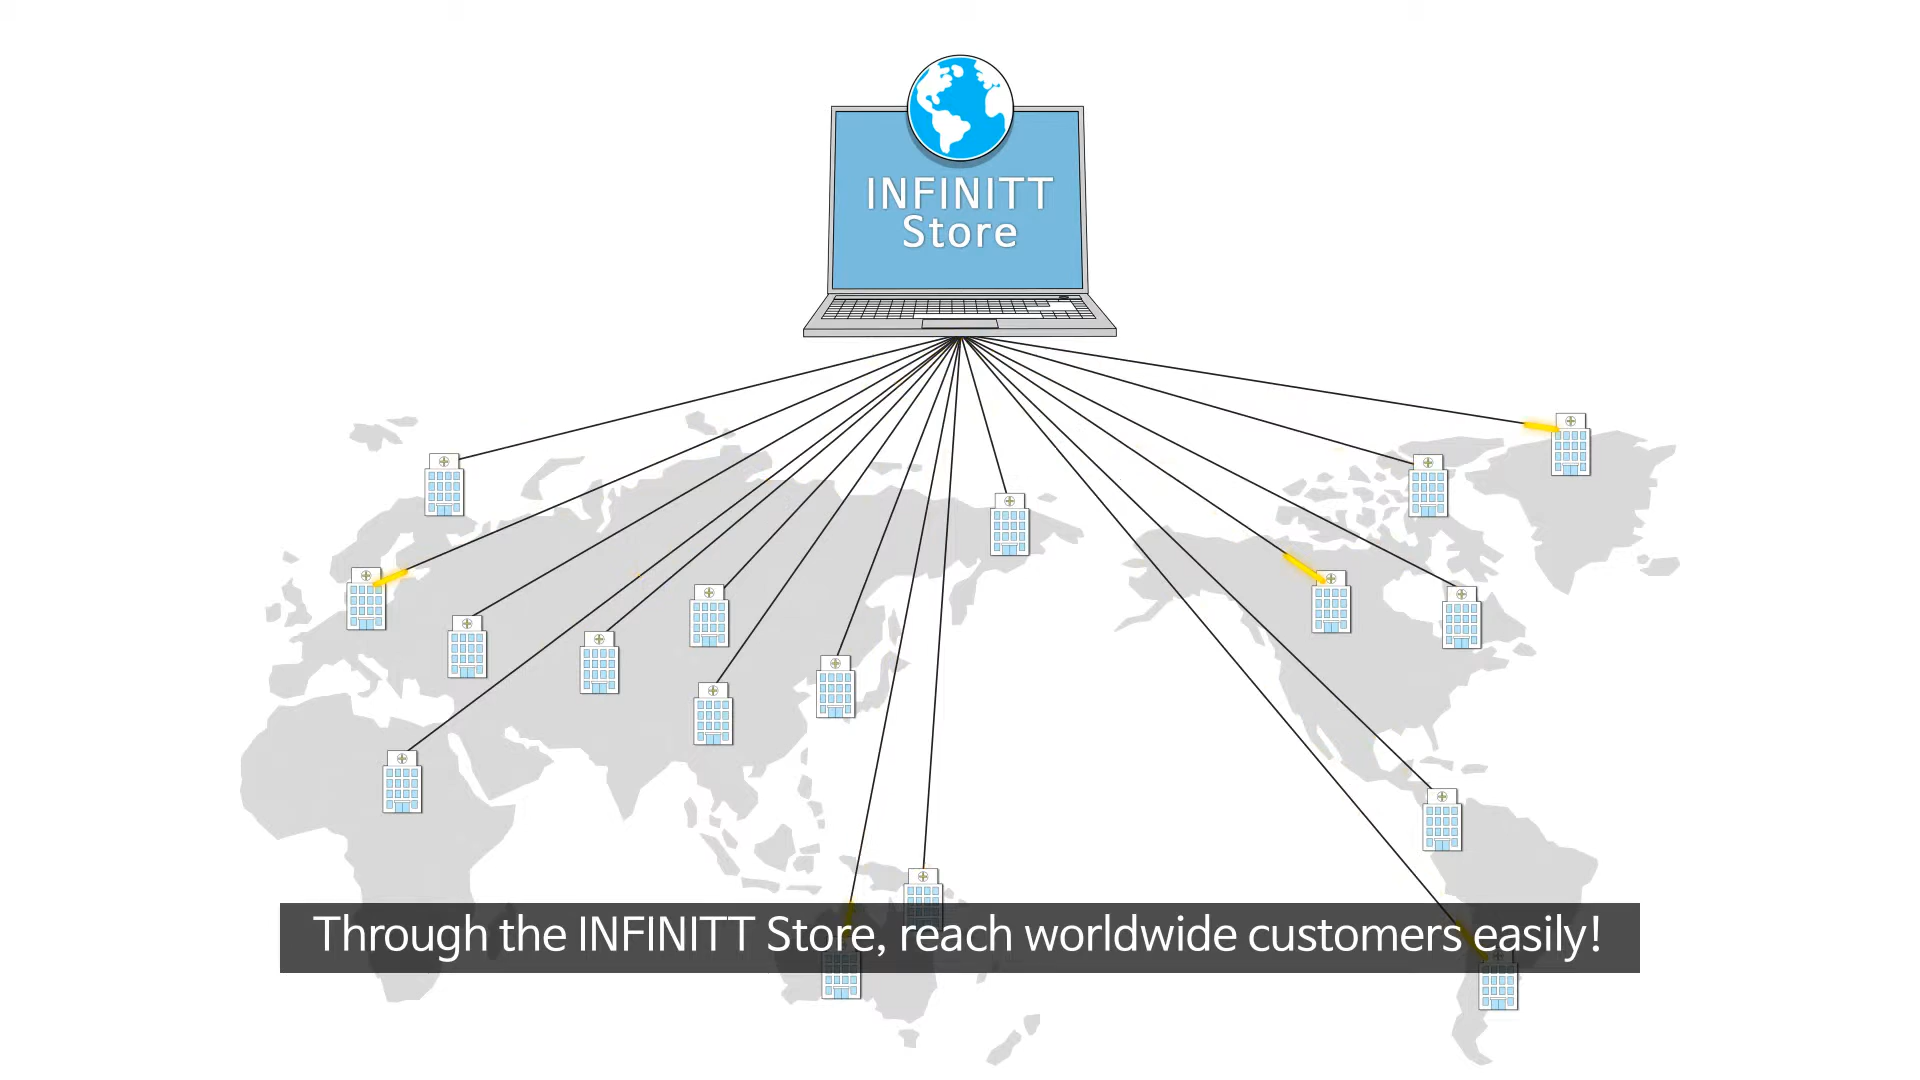 INFINITT
Store
Through the INFINITT Store, reach worldwide customers easily!